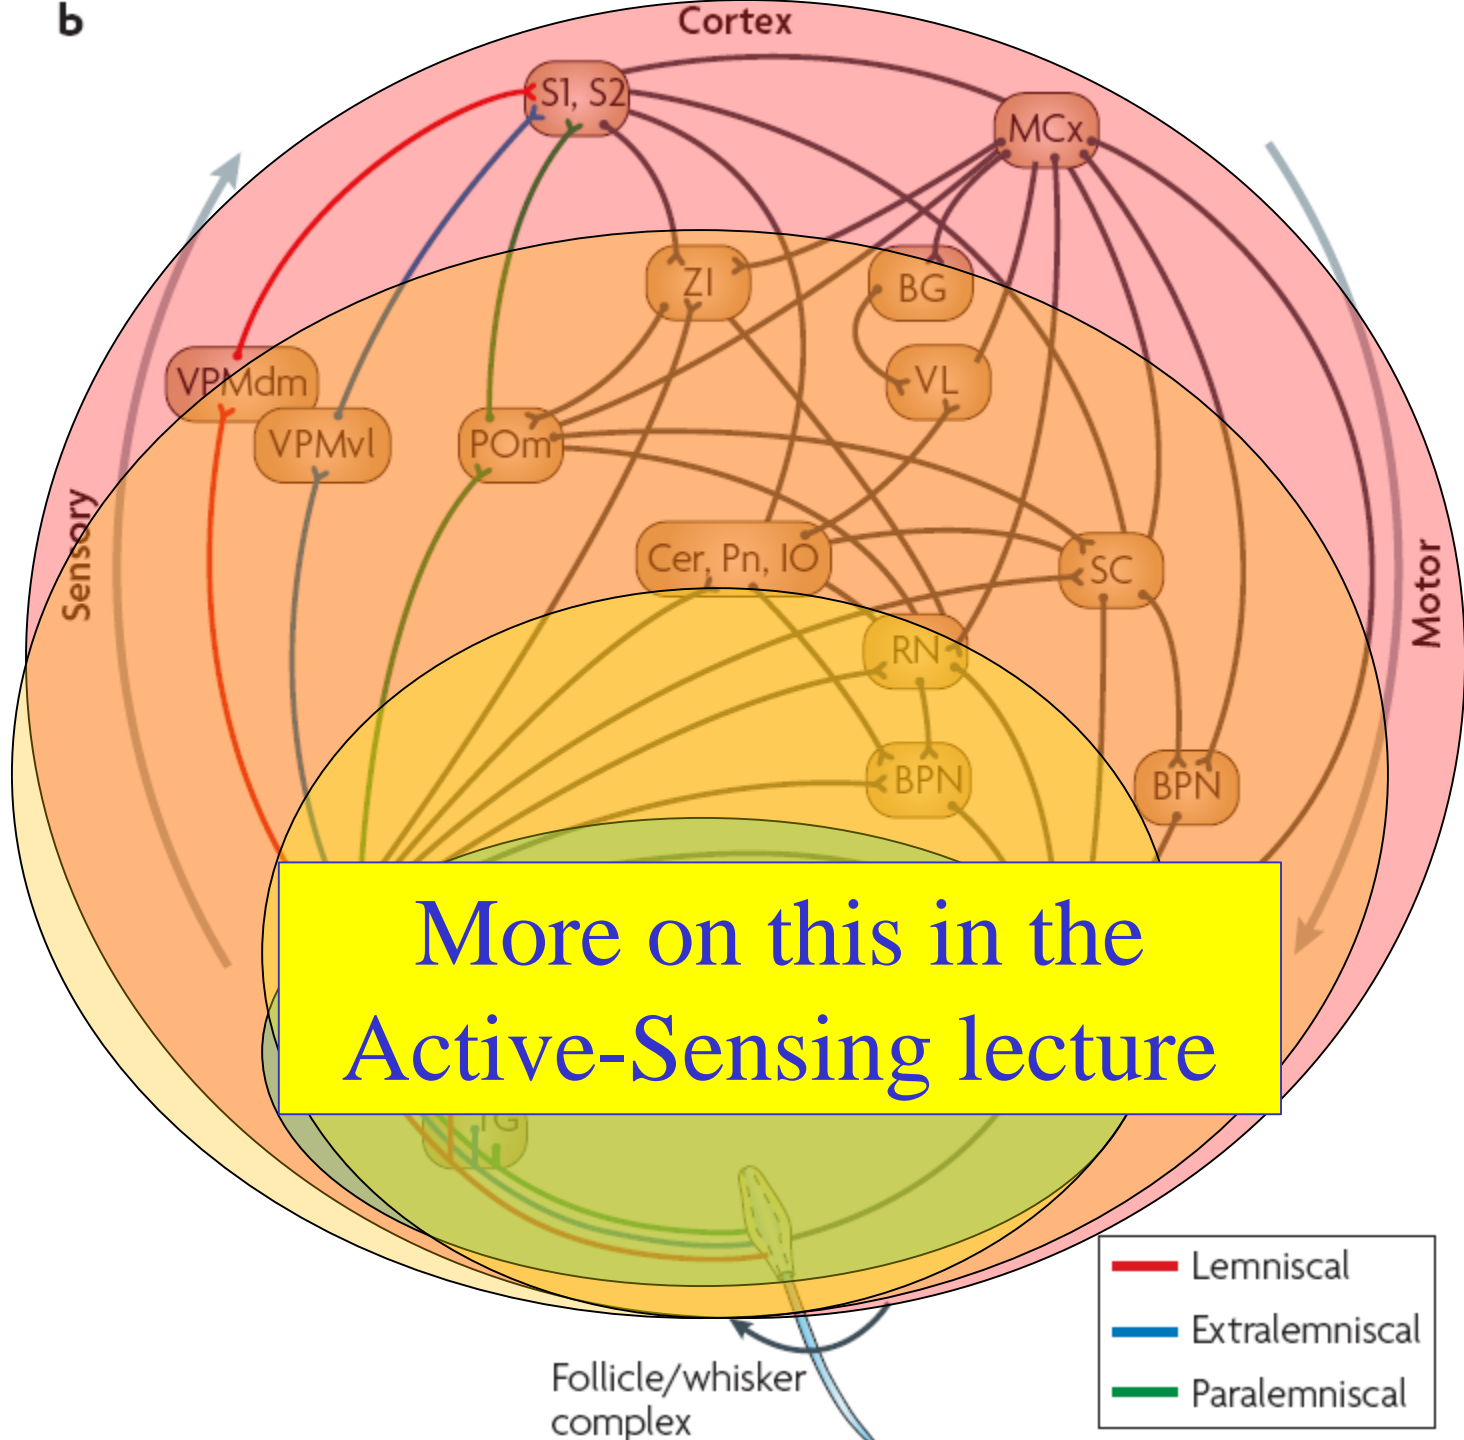 b
Cortex
S1, S2
MCx
ZI
BG
VPMdm
VL
VPMvl
POm
Sensory
Cer, Pn, IO
SC
Motor
RN
BPN
BPN
More on this in the
Active-Sensing lecture
TG
Lemniscal
Extralemniscal
Paralemniscal
Follicle/whisker
complex